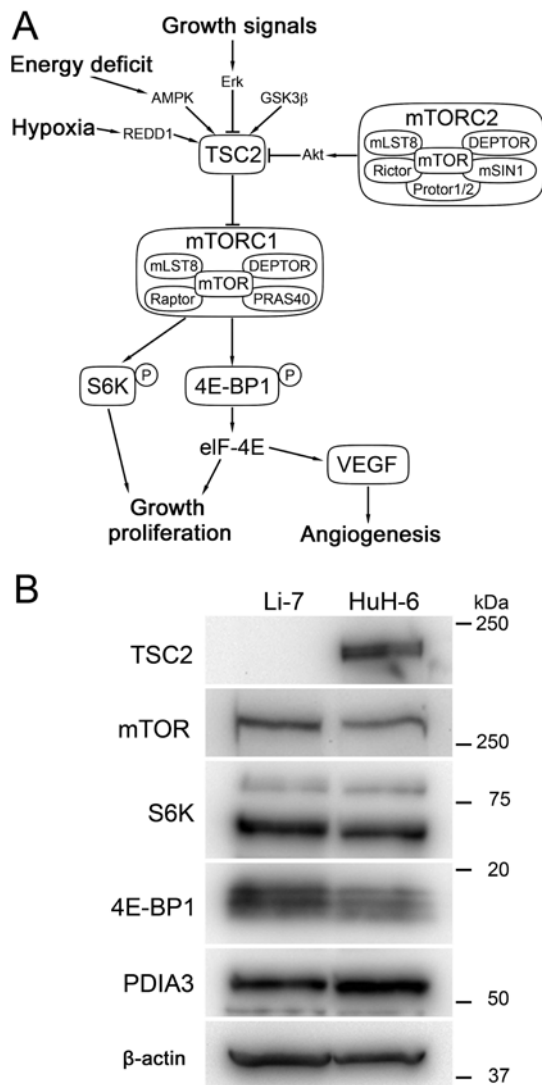 A
Growth signals
Energy deficit
Erk
AMPK
GSK3β
Hypoxia
REDD1
TSC2
Akt
mTORC2
mLST8
DEPTOR
mTOR
Rictor
mSIN1
Protor1/2
mTORC1
mLST8
DEPTOR
mTOR
Raptor
PRAS40
S6K
P
4E-BP1
P
eIF-4E
VEGF
Growth
proliferation
Angiogenesis
B
Li-7
HuH-6
kDa
250
TSC2
mTOR
250
75
S6K
20
4E-BP1
PDIA3
50
β-actin
37